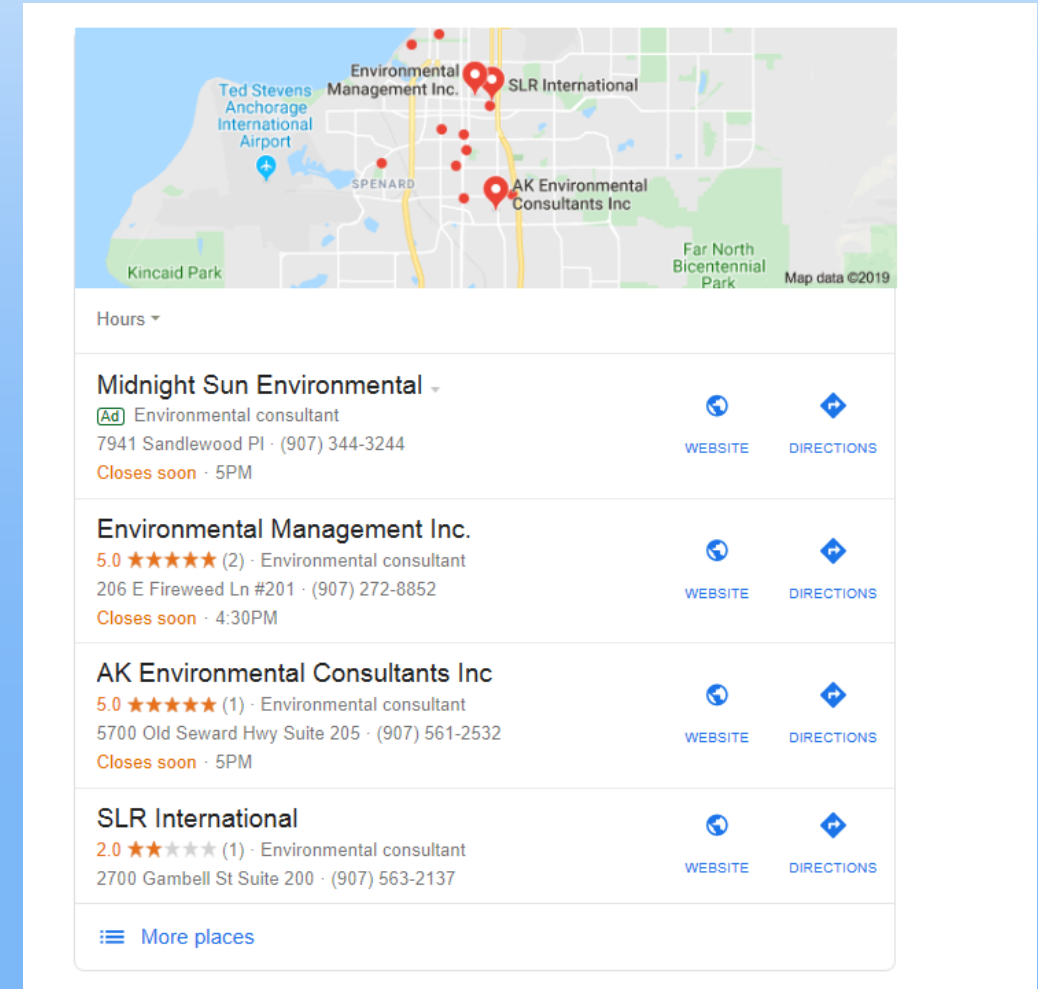 Environmental
Management Inc.
SLR International
Ted Stevens
Anchorage
International
Airport
SPENARD
AK Environmental
Consultants Inc
Kincaid Park
Far North
Bicentennial
Park
Map data ©2019
Hours
Midnight Sun Environmental
Ad Environmental consultant
7941 Sandlewood Pl · (907) 344-3244
Closes soon · 5PM
WEBSITE
DIRECTIONS
Environmental Management Inc.
5.0 ★★★★★ (2) · Environmental consultant
206 E Fireweed Ln #201 · (907) 272-8852
Closes soon · 4:30PM
WEBSITE
DIRECTIONS
AK Environmental Consultants Inc
5.0 ★★★★★ (1) · Environmental consultant
5700 Old Seward Hwy Suite 205 · (907) 561-2532
Closes soon · 5PM
WEBSITE
DIRECTIONS
SLR International
2.0 ★★★★★ (1) · Environmental consultant
2700 Gambell St Suite 200 · (907) 563-2137
WEBSITE
DIRECTIONS
More places